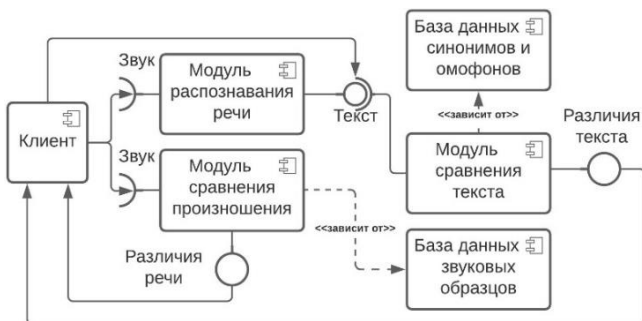 База данных
синонимов и
омофонов
Звук
Модуль
распознавания
речи
Текст
<<зависит от>>
Различия
текста
Клиент
Звук
Модуль
сравнения
произношения
Модуль
сравнения
текста
<<зависит от>>
Различия
речи
База данных
звуковых
образцов